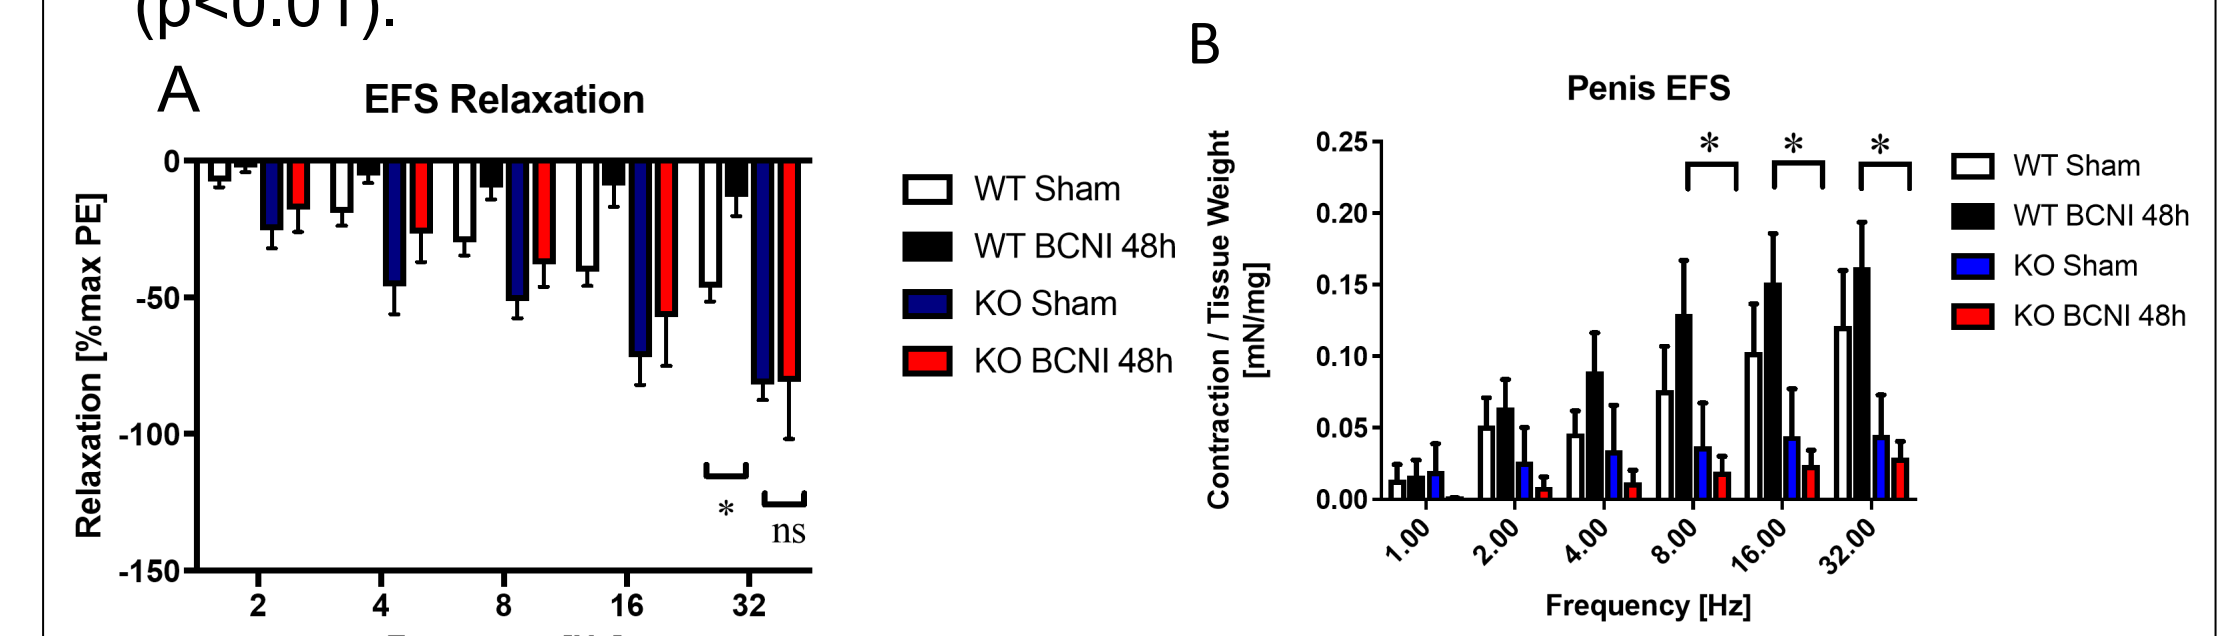 (p<0.01).
A
EFS Relaxation
Relaxation [%max PE]
0
-50
-100
-150
*
ns
2 4 8 16 32
WT Sham
WT BCNI 48h
KO Sham
KO BCNI 48h
B
Penis EFS
Contraction / Tissue Weight
[mN/mg]
0.25
0.20
0.15
0.10
0.05
0.00
* * *
1.00 2.00 4.00 8.00 16.00 32.00
Frequency [Hz]
WT Sham
WT BCNI 48h
KO Sham
KO BCNI 48h